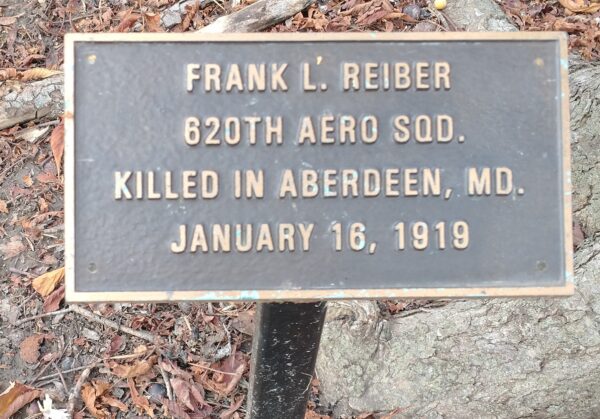 FRANK L. REIBER
620TH AERO SQD.
KILLED IN ABERDEEN, MD.
JANUARY 16, 1919